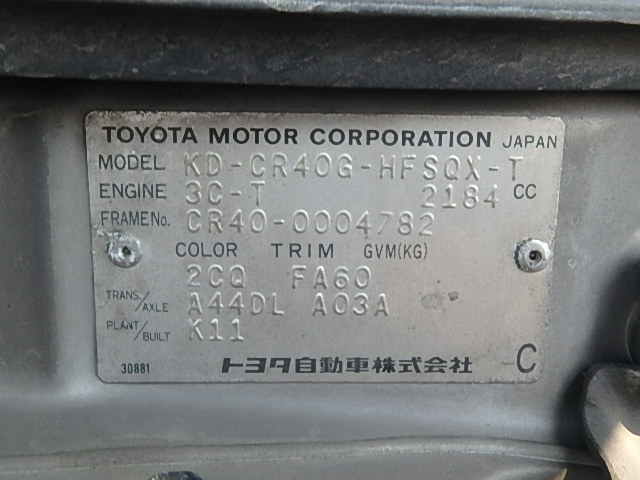 TOYOTA MOTOR CORPORATION JAPAN
MODEL KD-CR40G-HFSQX-T
ENGINE 3C-T 2184 CC
FRAME No. CR40-0004782
COLOR TRIM GVM(KG)
2CQ FA60
TRANS./AXLE A44DL A03A
PLANT/BUILT K11
30881 トヨタ自動車株式会社 C